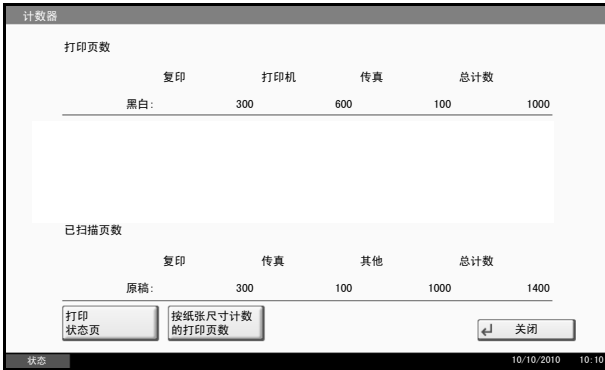 计数器
打印页数
复印 打印机 传真 总计数
黑白: 300 600 100 1000
已扫描页数
复印 传真 其他 总计数
原稿: 300 100 1000 1400
打印
状态页
按纸张尺寸计数
的打印页数
关闭
状态 10/10/2010 10:10